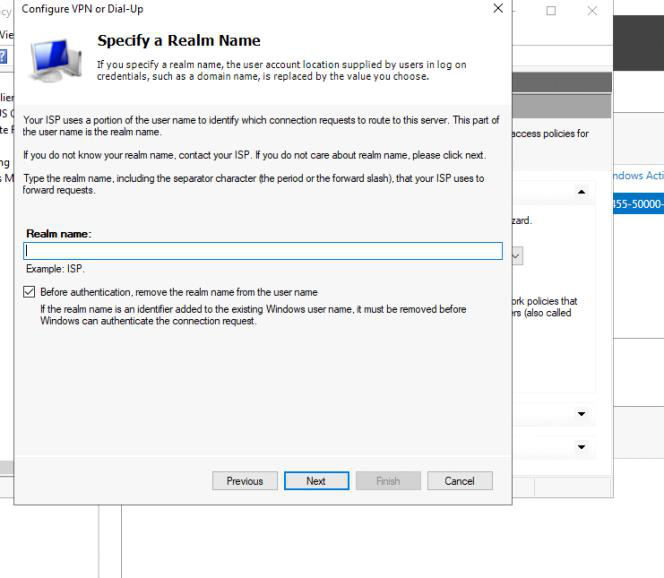 Configure VPN or Dial-Up
Specify a Realm Name
If you specify a realm name, the user account location supplied by users in log on
credentials, such as a domain name, is replaced by the value you choose.
Your ISP uses a portion of the user name to identify which connection requests to route to this server. This part of
the user name is the realm name.
If you do not know your realm name, contact your ISP. If you do not care about realm name, please click next.
Type the realm name, including the separator character (the period or the forward slash), that your ISP uses to
forward requests.
Realm name:
Example: ISP.
Before authentication, remove the realm name from the user name
If the realm name is an identifier added to the existing Windows user name, it must be removed before
Windows can authenticate the connection request.
Previous
Next
Finish
Cancel
access policies for
zard.
ork policies that
rs (also called
ndows Acti
455-50000-